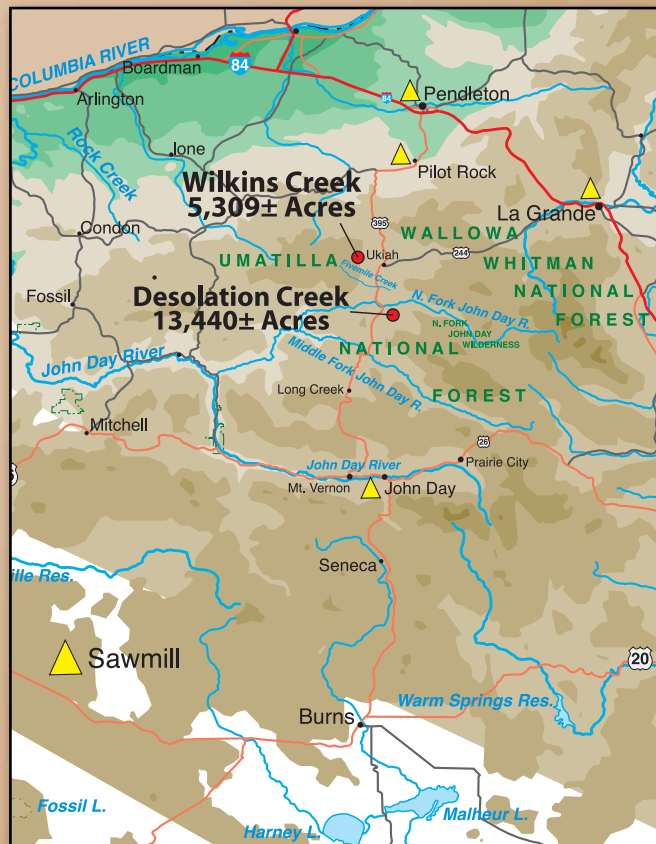 COLUMBIA RIVER
Boardman
84
Arlington
84
Pendleton
Rock Creek
Ione
Pilot Rock
Wilkins Creek
5,309± Acres
La Grande
Condon
395
WALLOWA
UMATILLA
Ukiah
244
WHITMAN
Fivemile Creek
NATIONAL
Fossil
Desolation Creek
13,440± Acres
N. Fork John Day R.
FOREST
N. FORK
JOHN DAY
WILDERNESS
John Day River
NATIONAL
Middle Fork John Day R.
Long Creek
FOREST
Mitchell
26
John Day River
Prairie City
Mt. Vernon
John Day
Seneca
ille Res.
Sawmill
20
Warm Springs Res.
Burns
Fossil L.
Malheur L.
Harney L.